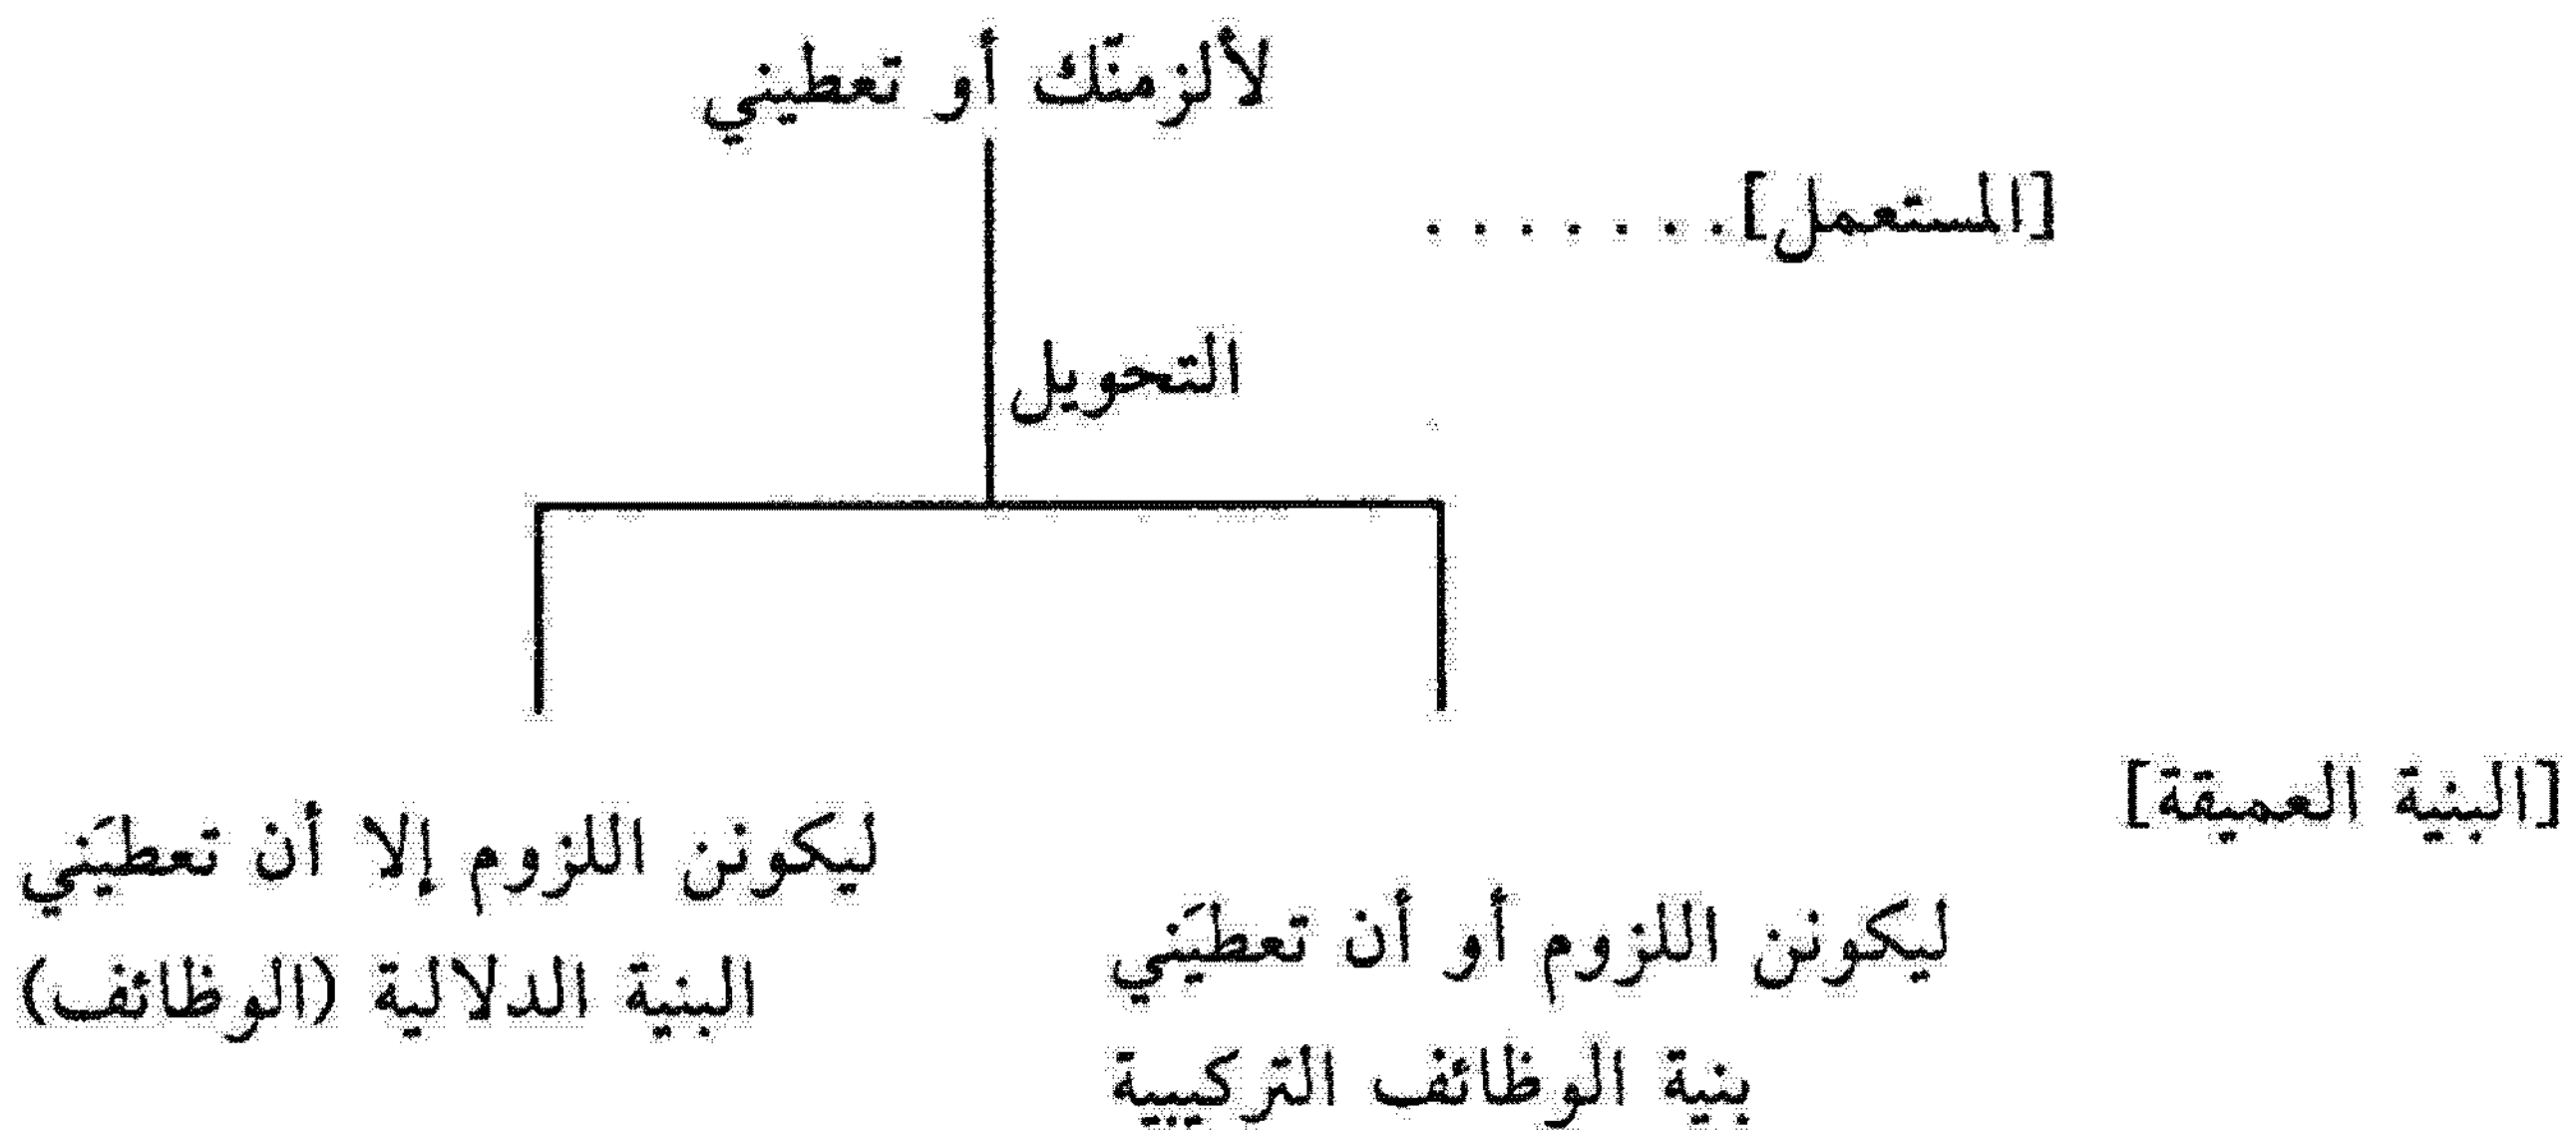 لألزمنّك أو تعطيني
[المستعمل] . . . . . . .
التحويل
[البنية العميقة]
ليكونن اللزوم أو أن تعطيَني
بنية الوظائف التركيبية
ليكونن اللزوم إلا أن تعطيَني
البنية الدلالية (الوظائف)